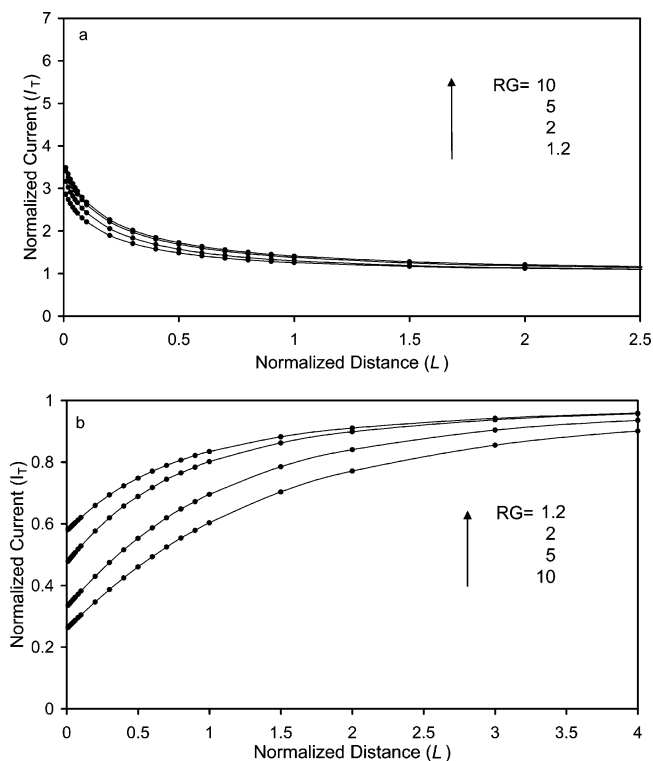 a
7
6
5
4
3
2
1
0
Normalized Current (I T)
RG= 10
5
2
1.2
0 0.5 1 1.5 2 2.5
Normalized Distance (L )
b
1
0.8
0.6
0.4
0.2
0
Normalized Current (IT)
RG= 1.2
2
5
10
0 0.5 1 1.5 2 2.5 3 3.5 4
Normalized Distance (L )